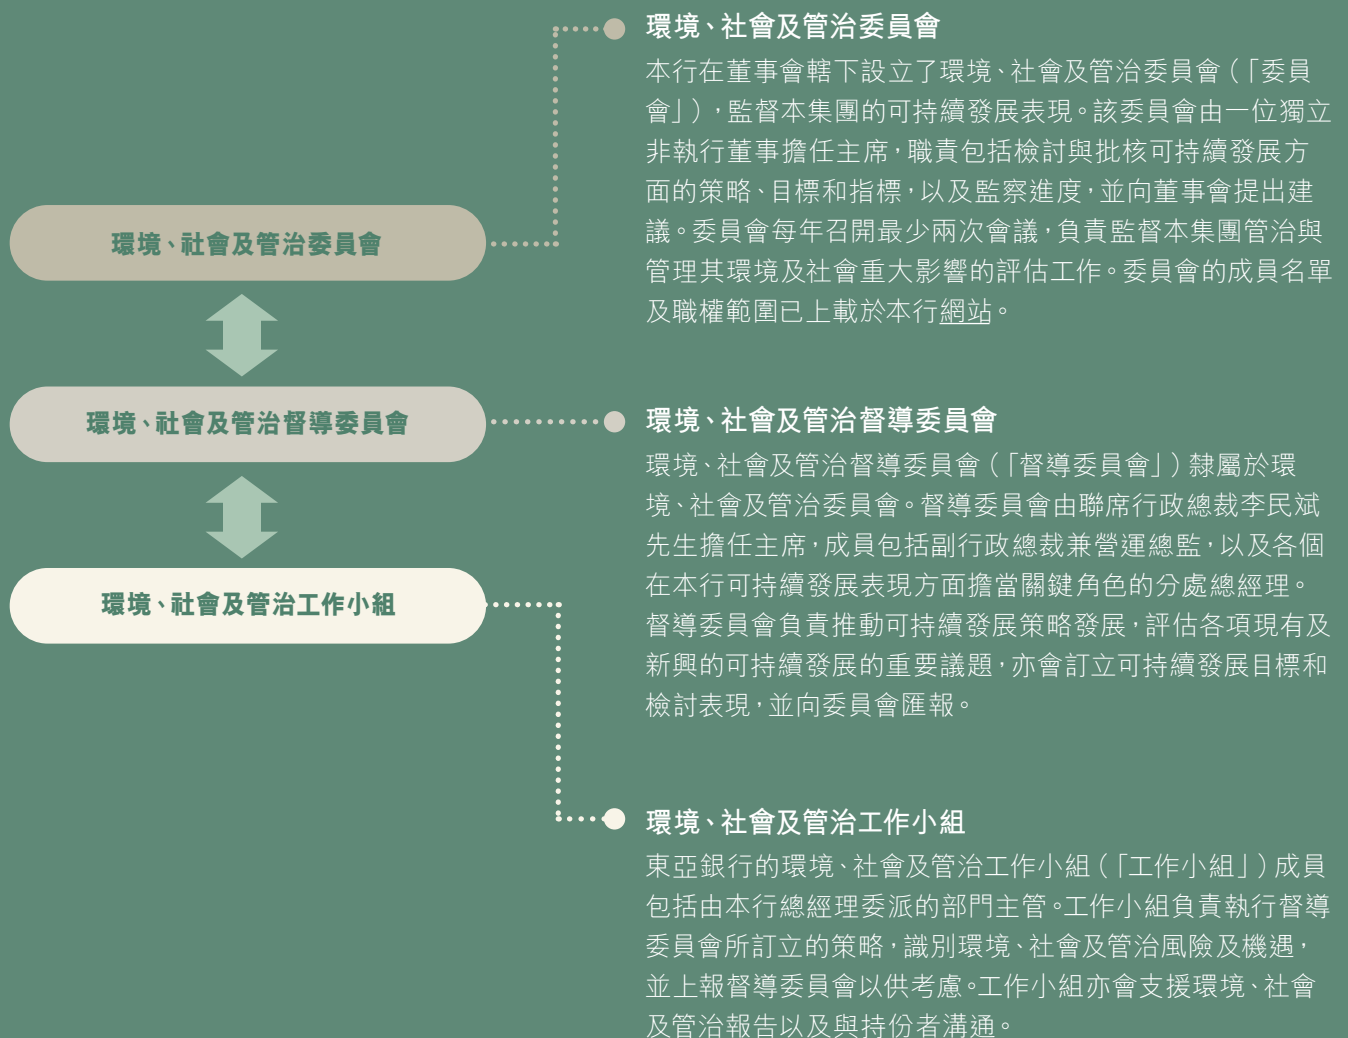 環境、社會及管治委員會
環境、社會及管治督導委員會
環境、社會及管治工作小組
環境、社會及管治委員會
本行在董事會轄下設立了環境、社會及管治委員會（「委員
會」），監督本集團的可持續發展表現。該委員會由一位獨立
非執行董事擔任主席，職責包括檢討與批核可持續發展方
面的策略、目標和指標，以及監察進度，並向董事會提出建
議。委員會每年召開最少兩次會議，負責監督本集團管治與
管理其環境及社會重大影響的評估工作。委員會的成員名單
及職權範圍已上載於本行網站。
環境、社會及管治督導委員會
環境、社會及管治督導委員會（「督導委員會」）隸屬於環
境、社會及管治委員會。督導委員會由聯席行政總裁李民斌
先生擔任主席，成員包括副行政總裁兼營運總監，以及各個
在本行可持續發展表現方面擔當關鍵角色的分處總經理。
督導委員會負責推動可持續發展策略發展，評估各項現有及
新興的可持續發展的重要議題，亦會訂立可持續發展目標和
檢討表現，並向委員會匯報。
環境、社會及管治工作小組
東亞銀行的環境、社會及管治工作小組（「工作小組」）成員
包括由本行總經理委派的部門主管。工作小組負責執行督導
委員會所訂立的策略，識別環境、社會及管治風險及機遇，
並上報督導委員會以供考慮。工作小組亦會支援環境、社會
及管治報告以及與持份者溝通。